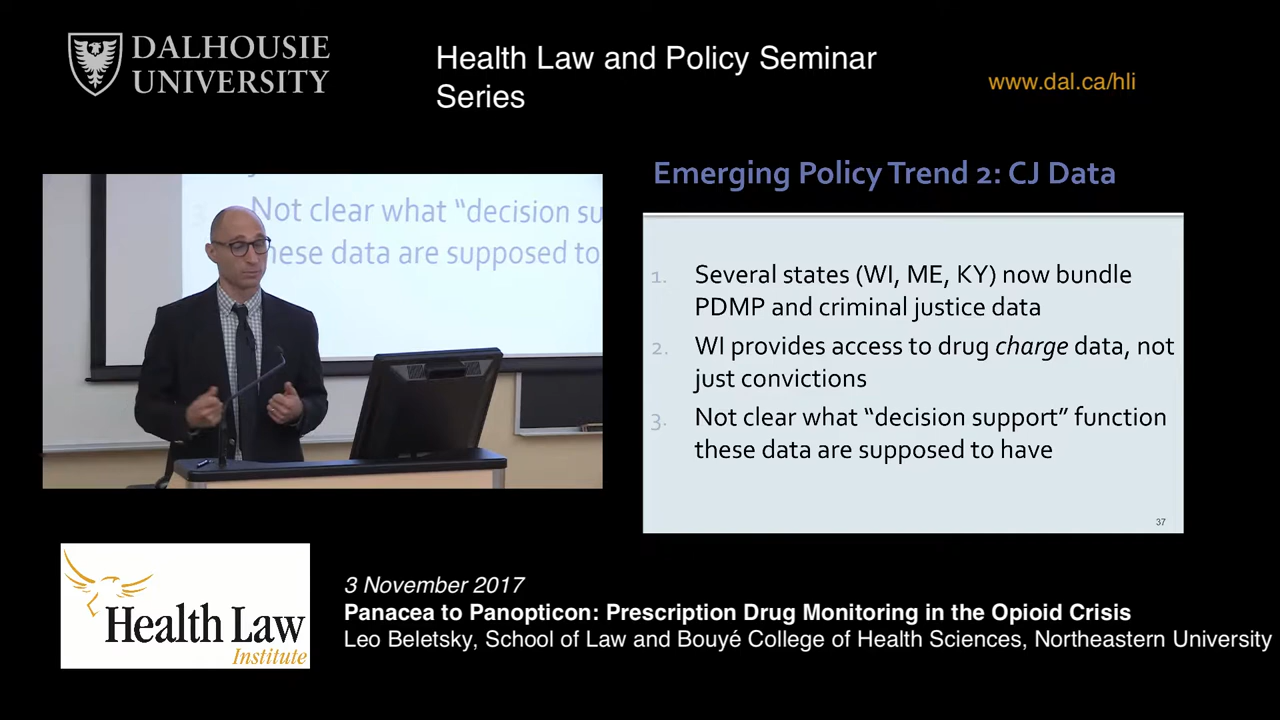 DALHOUSIE
UNIVERSITY
Health Law and Policy Seminar
Series
www.dal.ca/hli
Not clear what “decision su
these data are supposed to
Emerging Policy Trend 2: CJ Data
1. Several states (WI, ME, KY) now bundle
PDMP and criminal justice data
2. WI provides access to drug charge data, not
just convictions
3. Not clear what “decision support” function
these data are supposed to have
37
Health Law
Institute
3 November 2017
Panacea to Panopticon: Prescription Drug Monitoring in the Opioid Crisis
Leo Beletsky, School of Law and Bouyé College of Health Sciences, Northeastern University